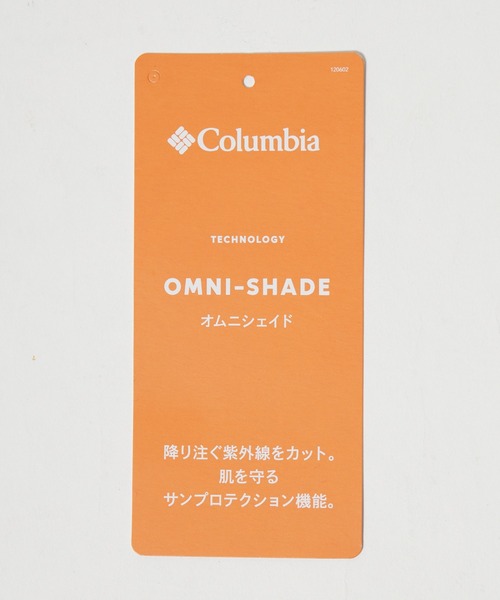 120602
Columbia
TECHNOLOGY
OMNI-SHADE
オムニシェイド
降り注ぐ紫外線をカット。
肌を守る
サンプロテクション機能。